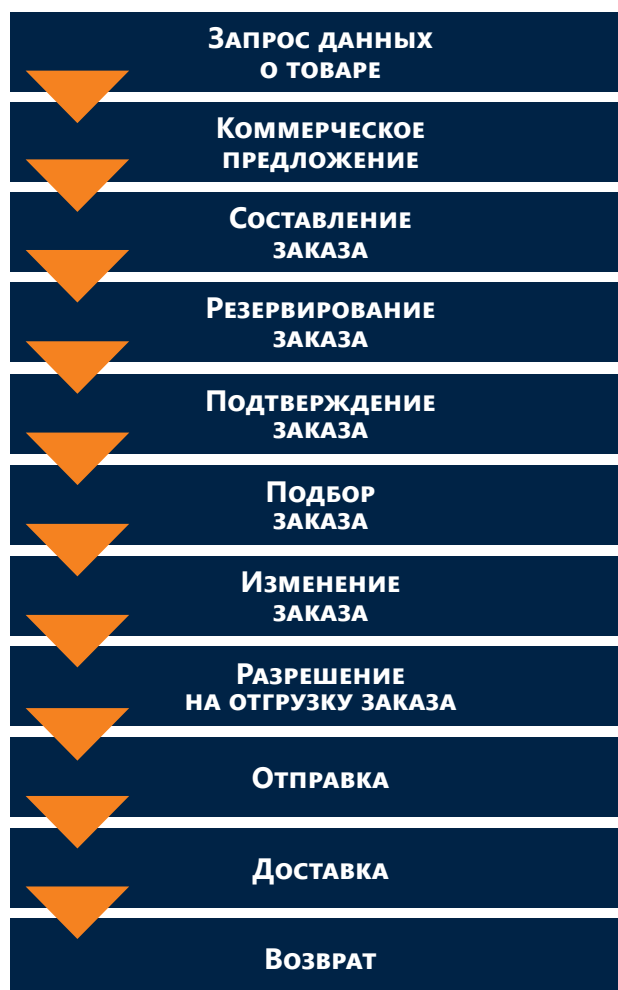 Запрос данных
о товаре
Коммерческое
предложение
Составление
заказа
Резервирование
заказа
Подтверждение
заказа
Подбор
заказа
Изменение
заказа
Разрешение
на отгрузку заказа
Отправка
Доставка
Возврат